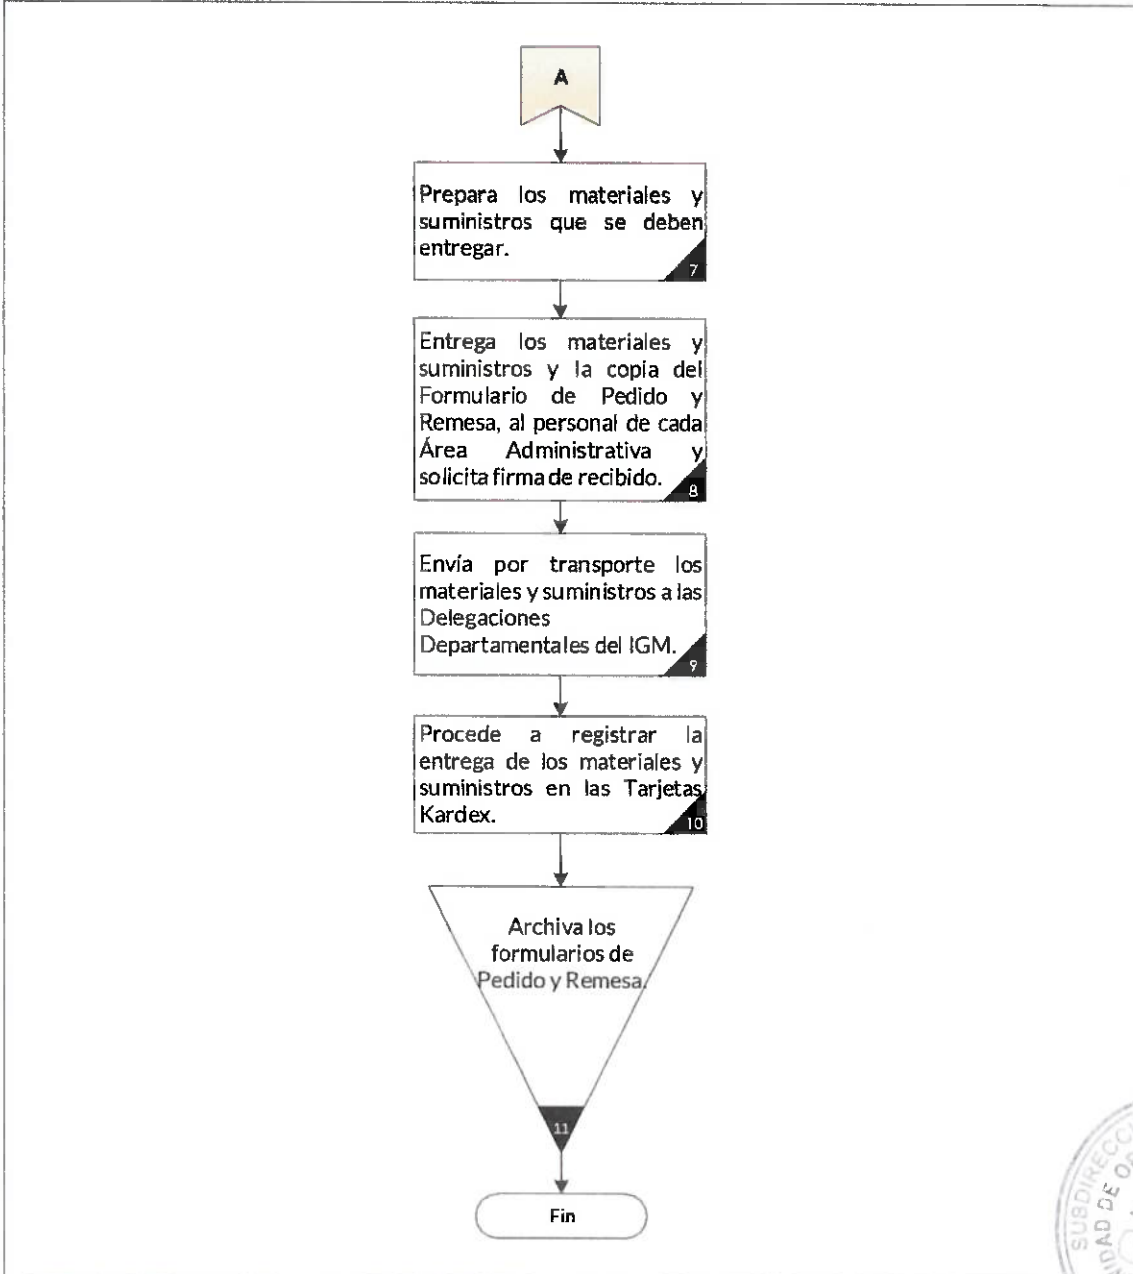 A
Prepara los materiales y
suministros que se deben
entregar.
7
Entrega los materiales y
suministros y la copia del
Formulario de Pedido y
Remesa, al personal de cada
Área Administrativa y
solicita firma de recibido.
8
Envía por transporte los
materiales y suministros a las
Delegaciones
Departamentales del IGM.
9
Procede a registrar la
entrega de los materiales y
suministros en las Tarjetas
Kardex.
10
Archiva los
formularios de
Pedido y Remesa.
11
Fin